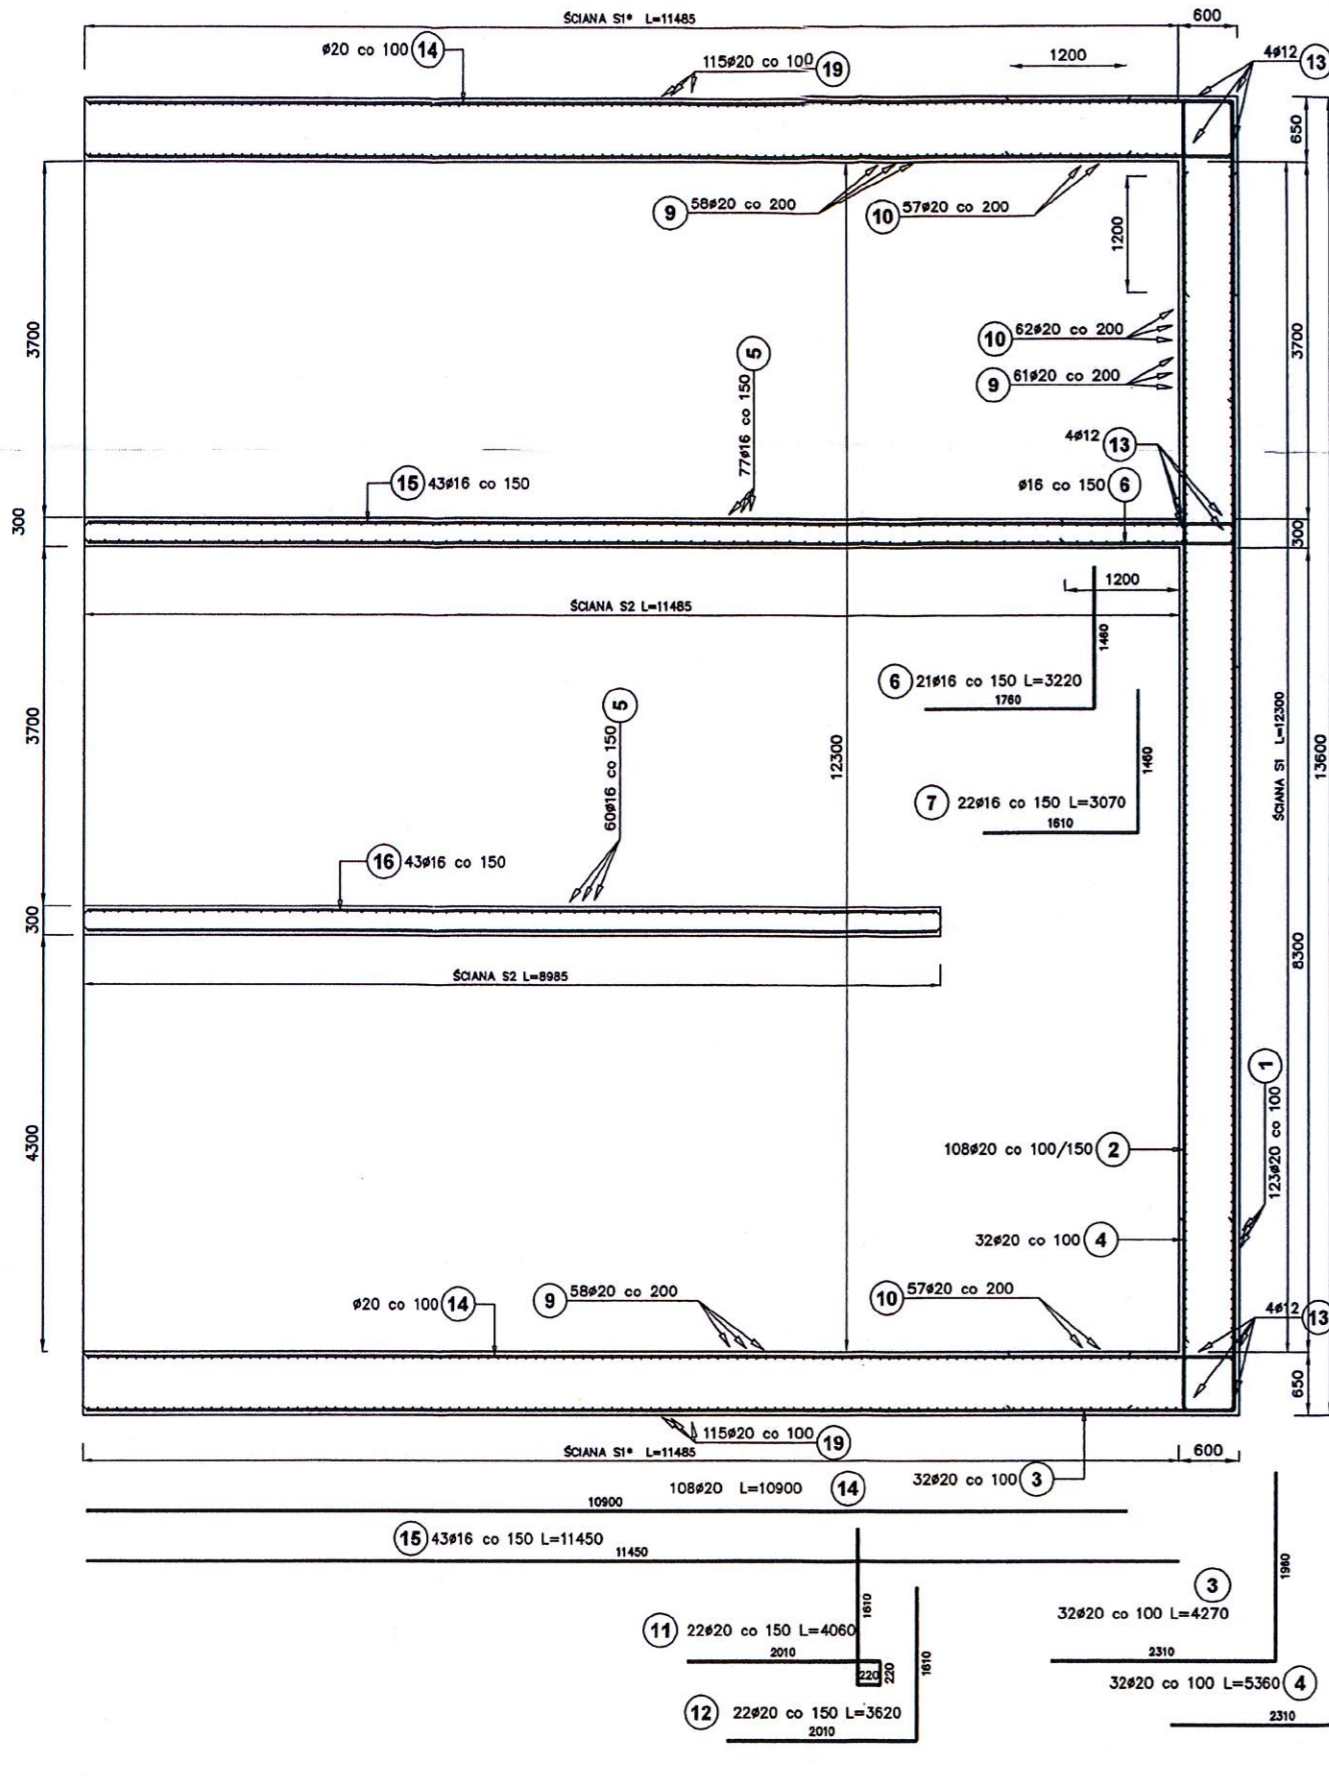 ŚCIANA S1* L=11485
600
ø20 co 100 14
115ø20 co 100 19
1200
4ø12 13
650
9 58ø20 co 200
10 57ø20 co 200
1200
3700
3700
10 62ø20 co 200
9 61ø20 co 200
5
77ø16 co 150
4ø12 13
15 43ø16 co 150
ø16 co 150 6
300
300
1200
ŚCIANA S2 L=11485
1460
6 21ø16 co 150 L=3220
1760
5
60ø16 co 150
3700
12300
1460
ŚCIANA S1 L=12300
13600
7 22ø16 co 150 L=3070
1610
16 43ø16 co 150
300
8300
ŚCIANA S2 L=8985
1
123ø20 co 100
4300
108ø20 co 100/150 2
32ø20 co 100 4
ø20 co 100 14
9 58ø20 co 200
10 57ø20 co 200
4ø12 13
650
115ø20 co 100 19
ŚCIANA S1* L=11485
600
32ø20 co 100 3
108ø20 L=10900 14
10900
15 43ø16 co 150 L=11450
11450
1960
3
32ø20 co 100 L=4270
2310
1610
11 22ø20 co 150 L=4060
2010
220
220
1610
32ø20 co 100 L=5360 4
2310
12 22ø20 co 150 L=3620
2010